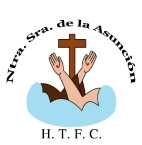 Ntra. Sra. de la Asunción
H. T. F. C.